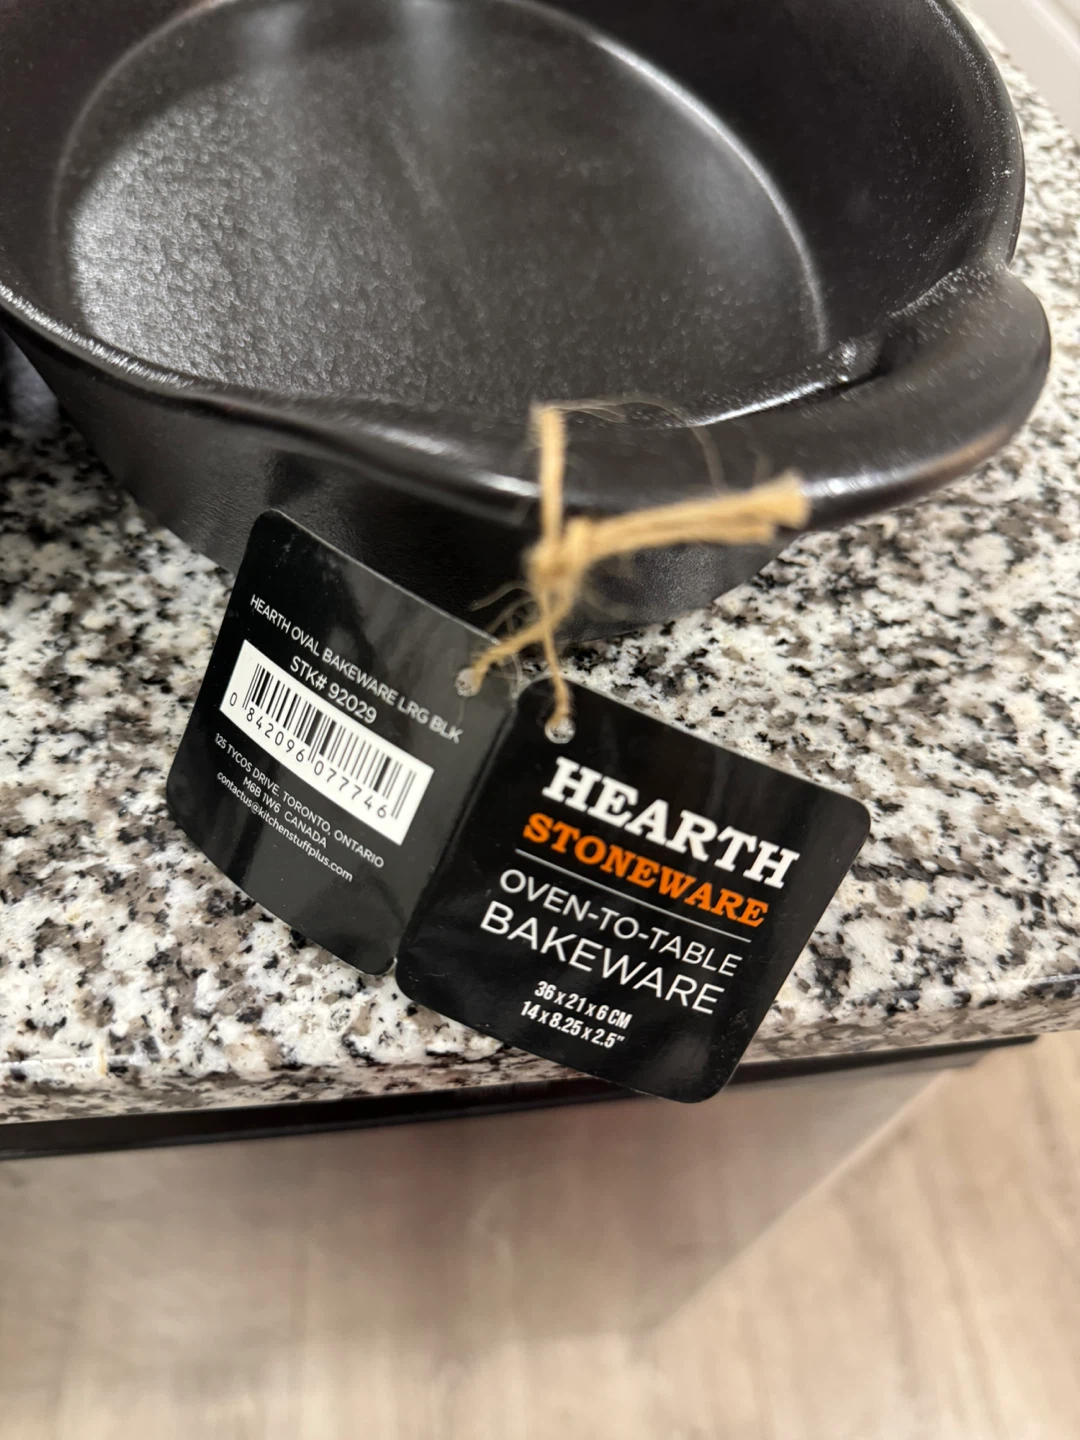 HEARTH OVAL BAKEWARE LRG BLK
STK# 92029
0 842096 077746
125 TYCOS DRIVE, TORONTO, ONTARIO
M6B 1W6 CANADA
contactus@kitchenstuffplus.com
HEARTH
STONEWARE
OVEN-TO-TABLE
BAKEWARE
36 x 21 x 6 CM
14 x 8.25 x 2.5"